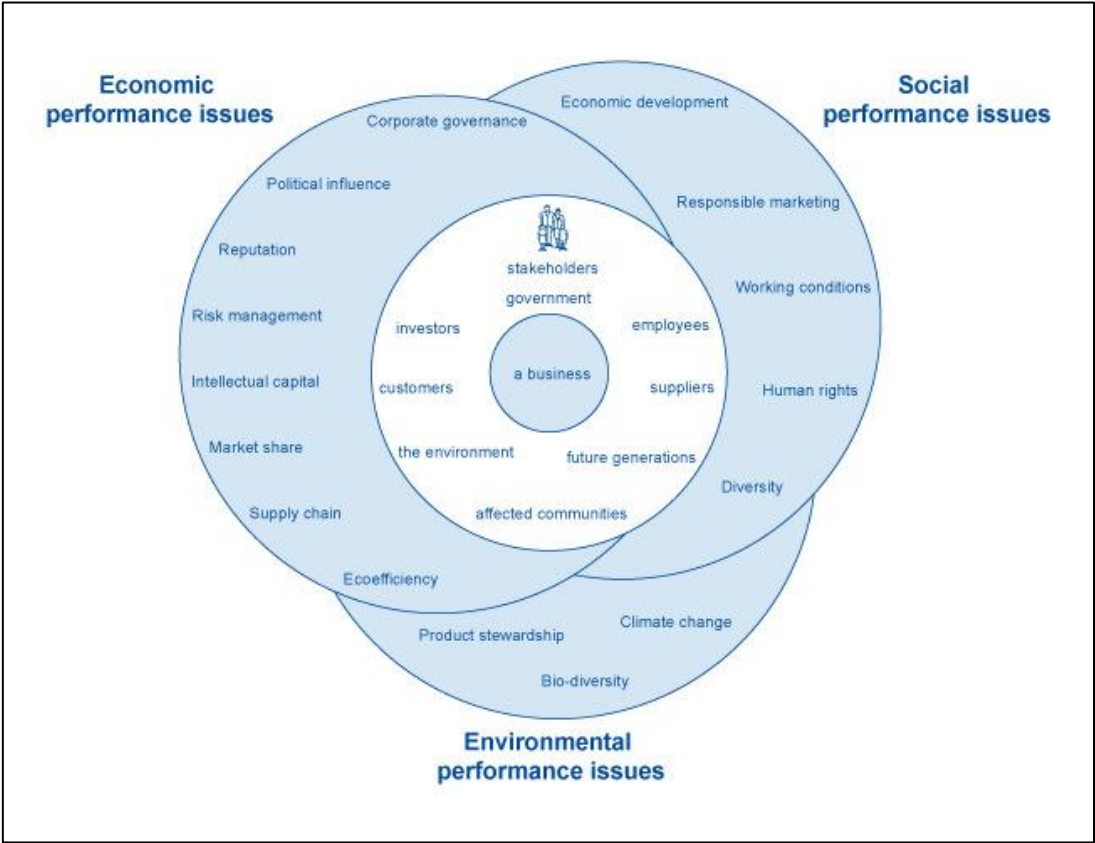 Economic
performance issues
Social
performance issues
Economic development
Corporate governance
Political influence
Responsible marketing
Reputation
stakeholders
Working conditions
government
Risk management
investors
employees
a business
Intellectual capital
customers
suppliers
Human rights
Market share
the environment
future generations
Diversity
Supply chain
affected communities
Ecoefficiency
Climate change
Product stewardship
Bio-diversity
Environmental
performance issues